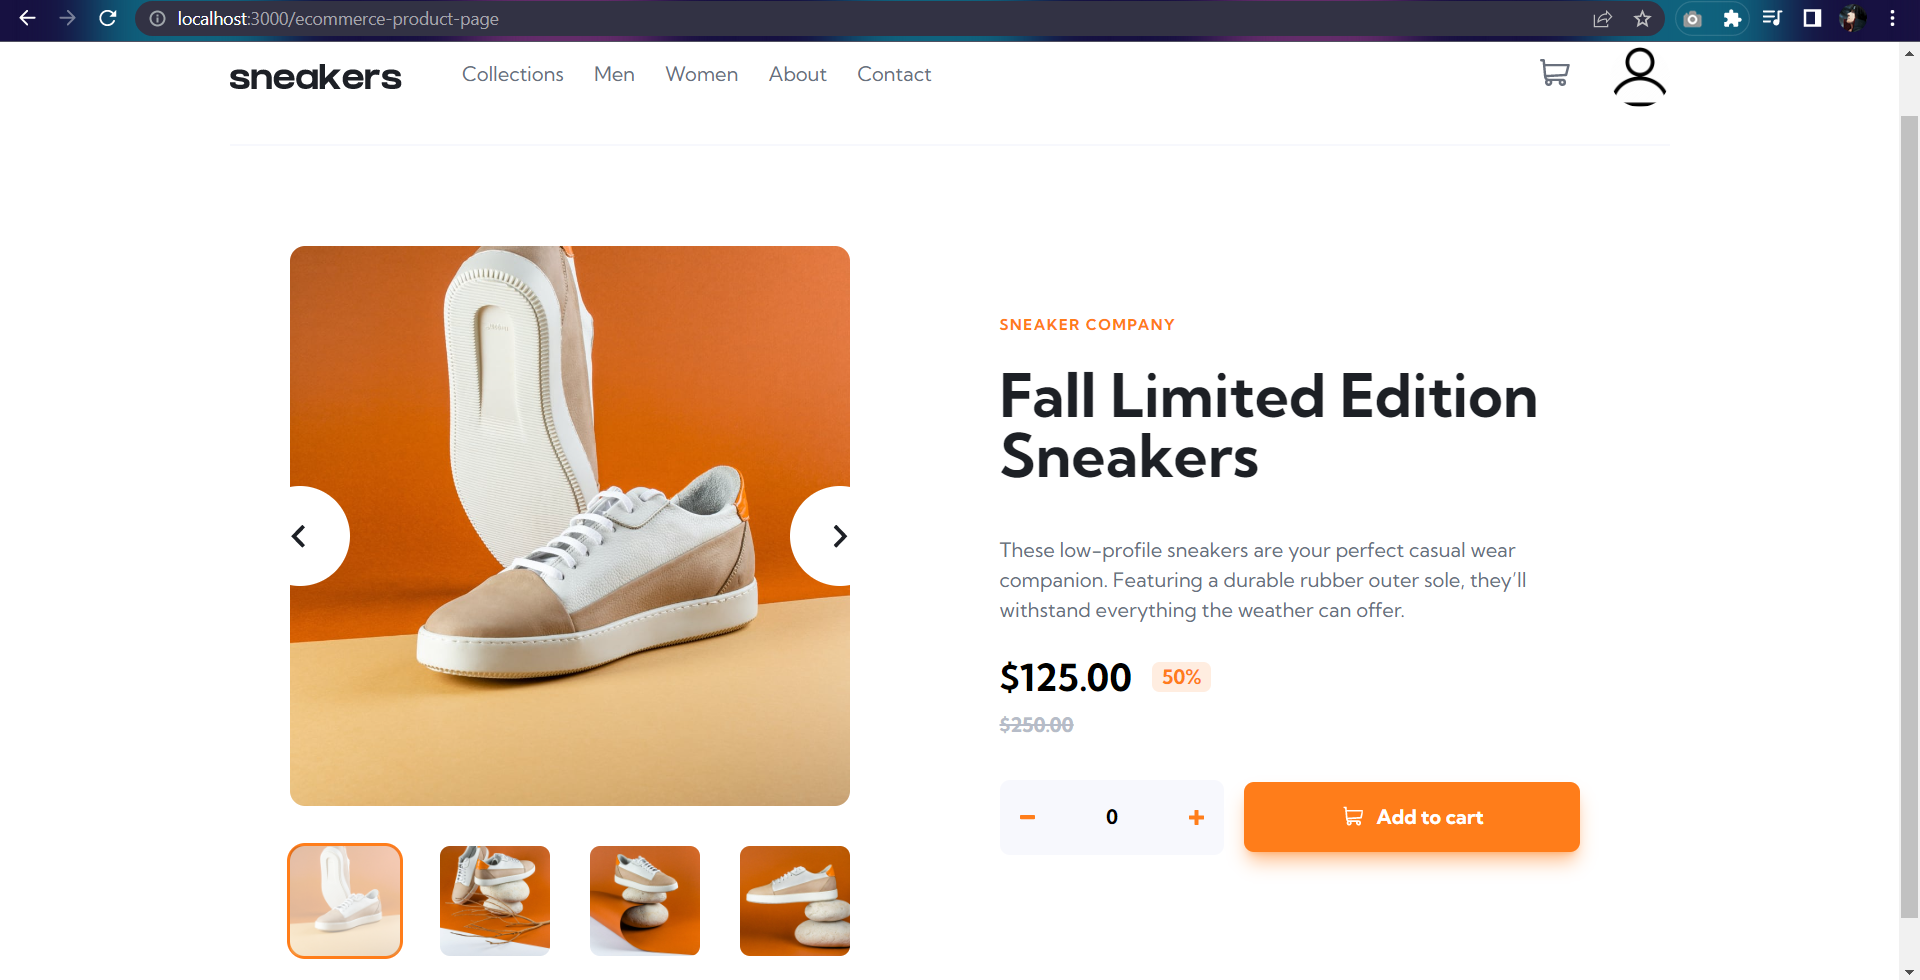 localhost:3000/ecommerce-product-page
sneakers
Collections
Men
Women
About
Contact
SNEAKER COMPANY
Fall Limited Edition
Sneakers
These low-profile sneakers are your perfect casual wear
companion. Featuring a durable rubber outer sole, they’ll
withstand everything the weather can offer.
$125.00
50%
$250.00
0
Add to cart